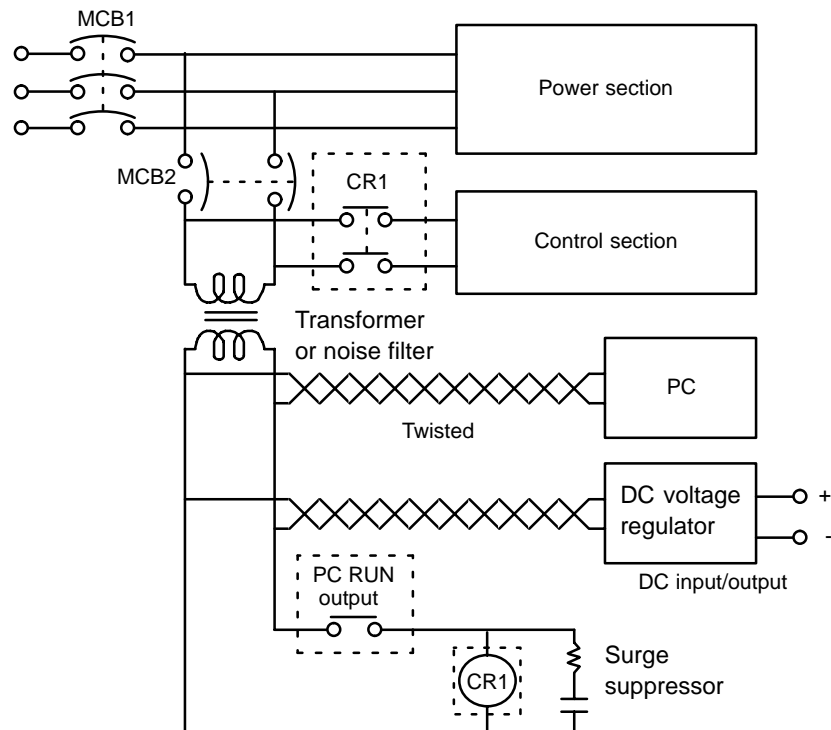 MCB1
Power section
MCB2
CR1
Control section
Transformer
or noise filter
PC
Twisted
DC voltage
regulator
+
-
DC input/output
PC RUN
output
CR1
Surge
suppressor